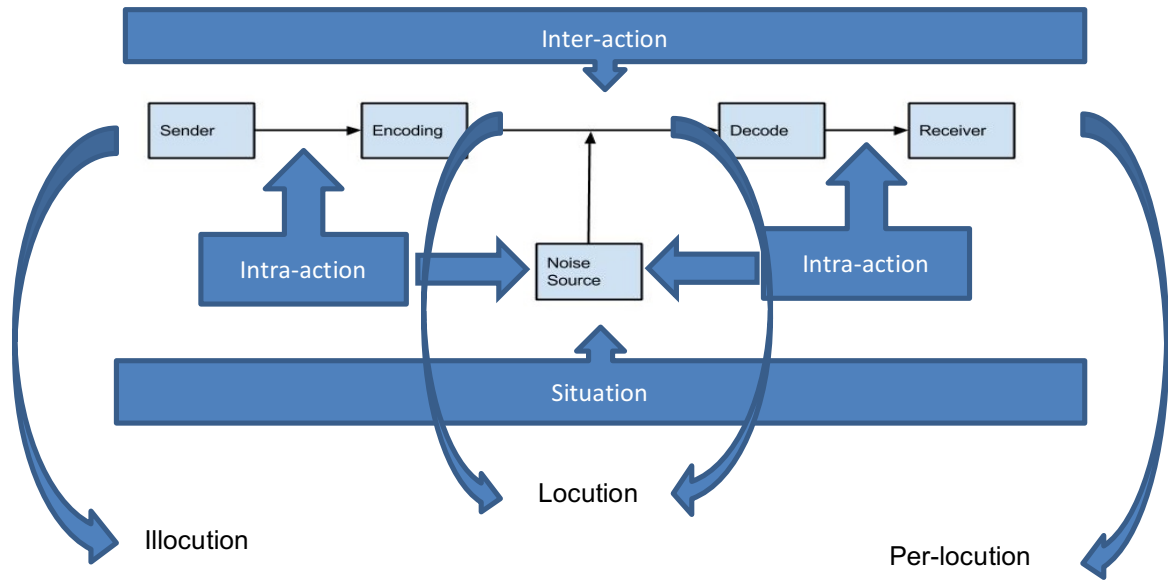 Inter-action
Sender
Encoding
Decode
Receiver
Intra-action
Noise
Source
Intra-action
Situation
Locution
Illocution
Per-locution